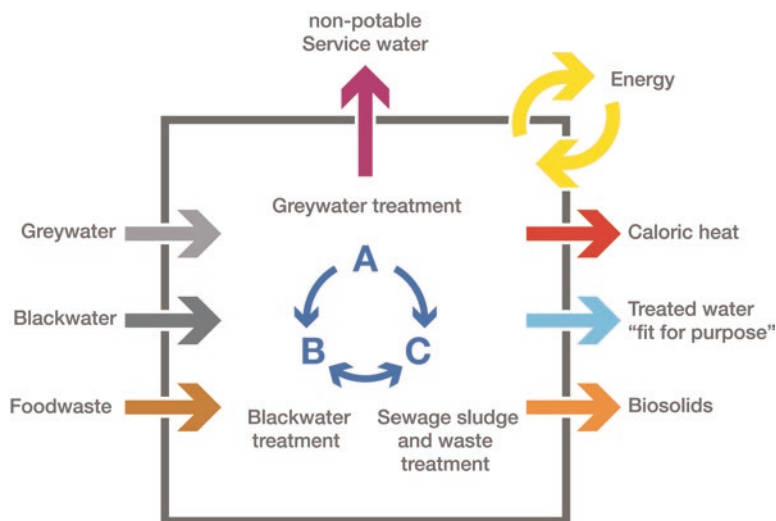 non-potable
Service water
Energy
Greywater treatment
Greywater
Caloric heat
A
Blackwater
Treated water
“fit for purpose”
B
C
Foodwaste
Blackwater
treatment
Sewage sludge
and waste
treatment
Biosolids